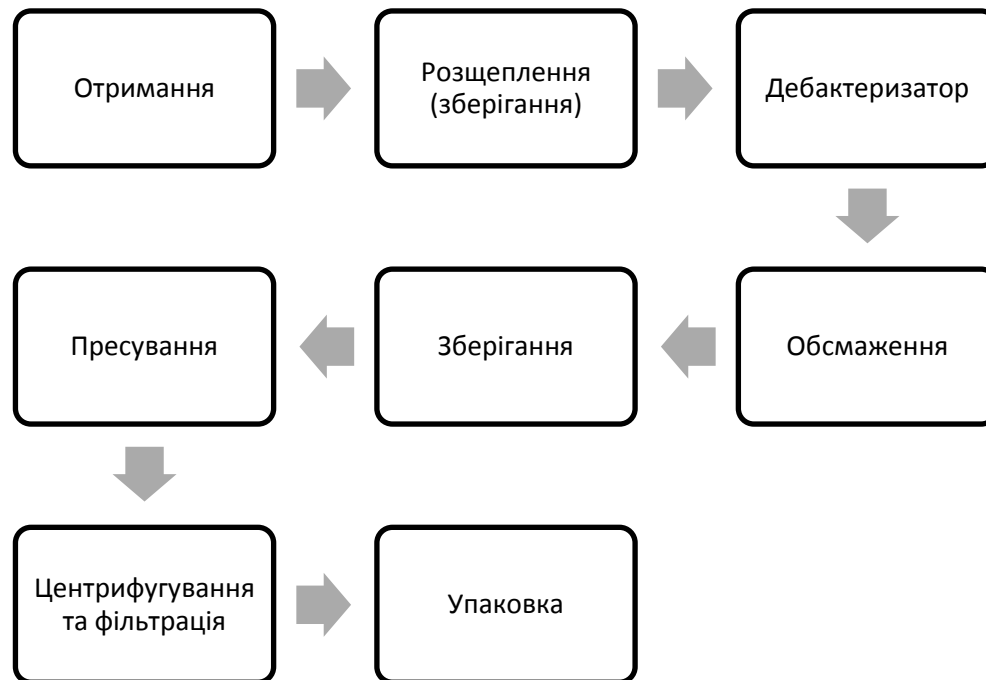 Отримання
Розщеплення
(зберігання)
Дебактеризатор
Обсмаження
Зберігання
Пресування
Центрифугування
та фільтрація
Упаковка